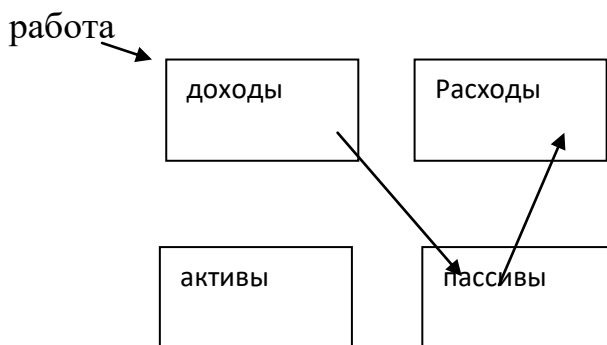 работа
доходы
Расходы
активы
пассивы